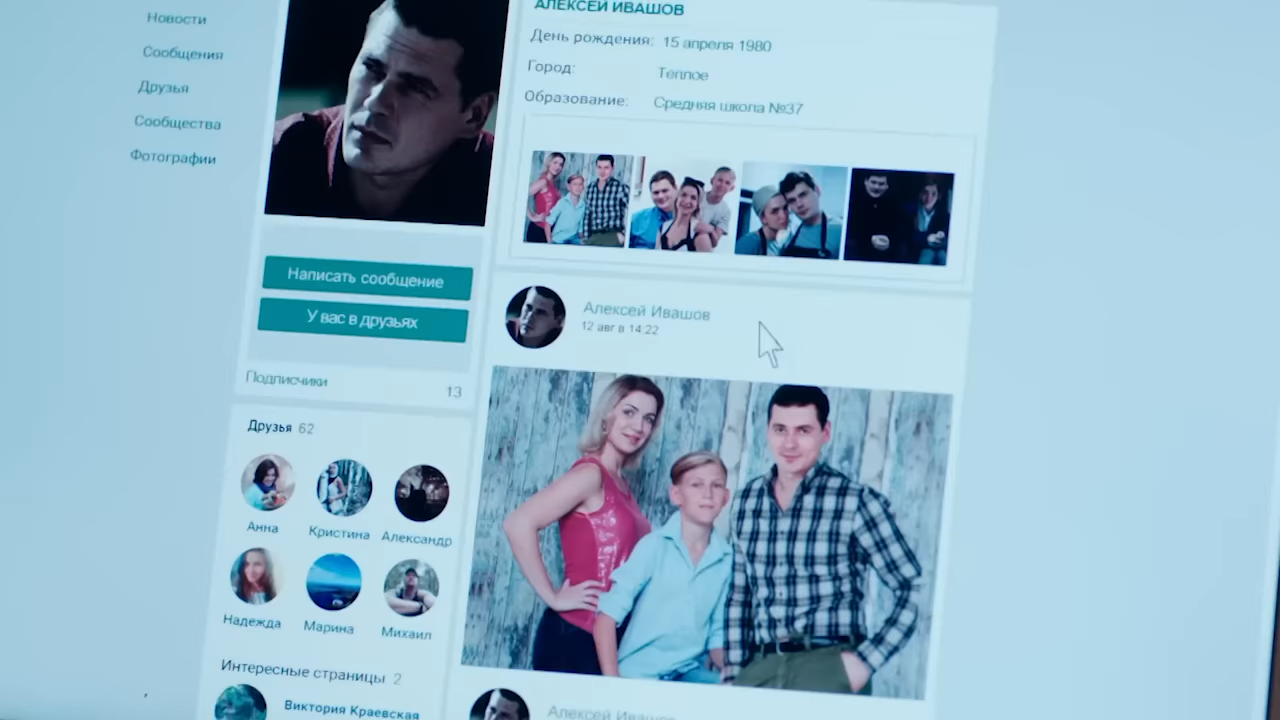 Новости
Сообщения
Друзья
Сообщества
Фотографии
Написать сообщение
У вас в друзьях
Подписчики 13
Друзья 62
Анна Кристина Александр
Надежда Марина Михаил
Интересные страницы 2
Виктория Краевская
АЛЕКСЕЙ ИВАШОВ
День рождения: 15 апреля 1980
Город: Теплое
Образование: Средняя школа №37
Алексей Ивашов
12 авг в 14:22
Алексей Ивашов